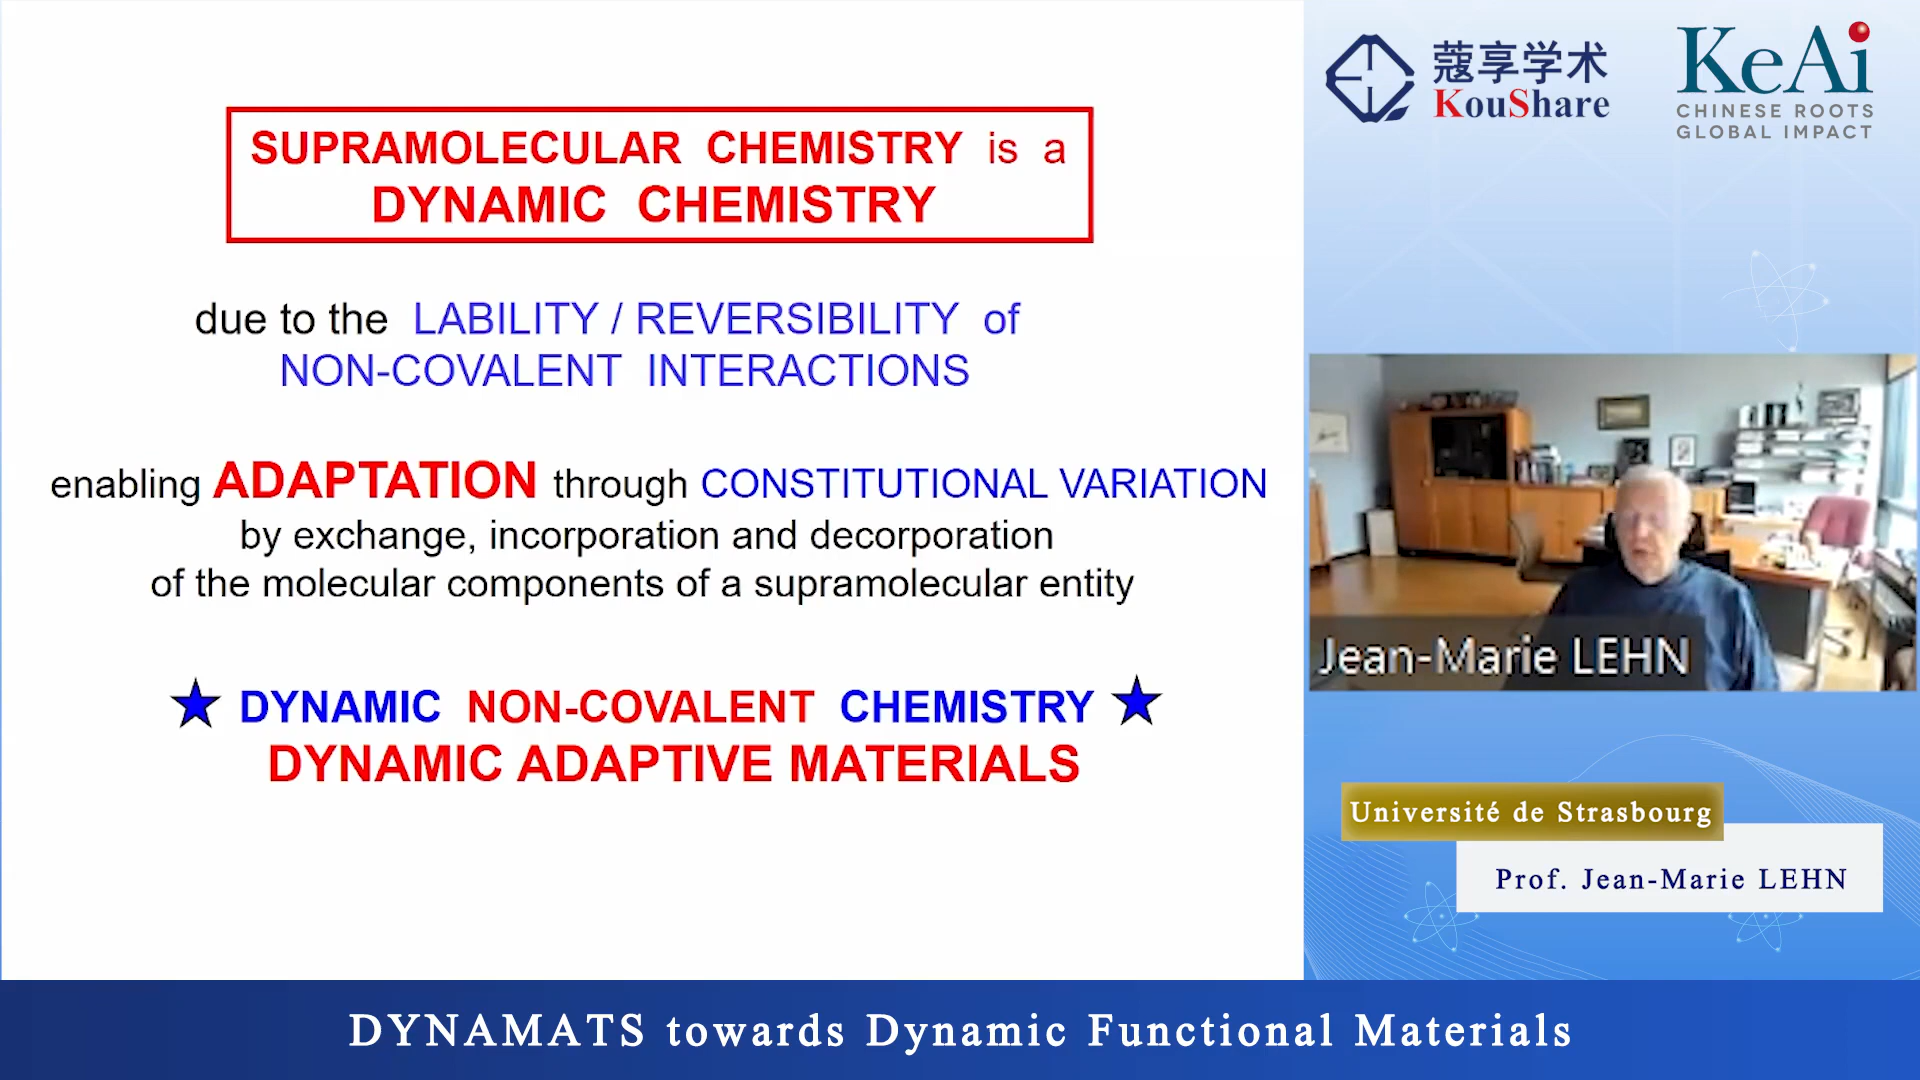 SUPRAMOLECULAR CHEMISTRY is a
DYNAMIC CHEMISTRY
due to the LABILITY / REVERSIBILITY of
NON-COVALENT INTERACTIONS
enabling ADAPTATION through CONSTITUTIONAL VARIATION
by exchange, incorporation and decorporation
of the molecular components of a supramolecular entity
★ DYNAMIC NON-COVALENT CHEMISTRY ★
DYNAMIC ADAPTIVE MATERIALS
蔻享学术
KouShare
KeAi
CHINESE ROOTS
GLOBAL IMPACT
Jean-Marie LEHN
Université de Strasbourg
Prof. Jean-Marie LEHN
DYNAMATS towards Dynamic Functional Materials